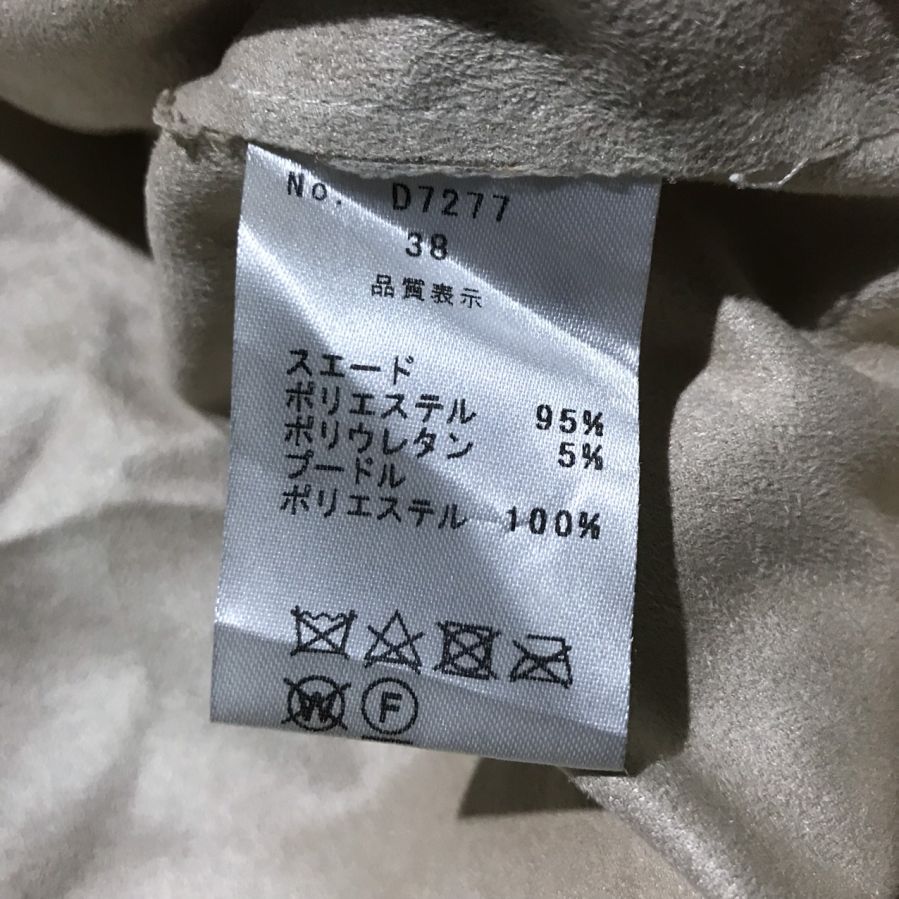 No. D7277
38
品質表示
スエード
ポリエステル 95%
ポリウレタン 5%
プードル
ポリエステル 100%
W F